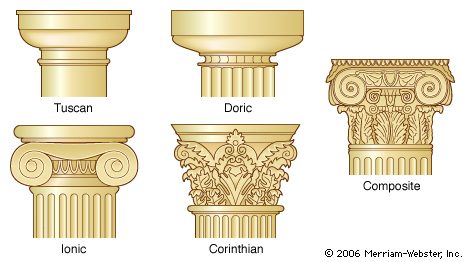 Tuscan
Doric
Composite
Ionic
Corinthian
© 2006 Merriam-Webster, Inc.